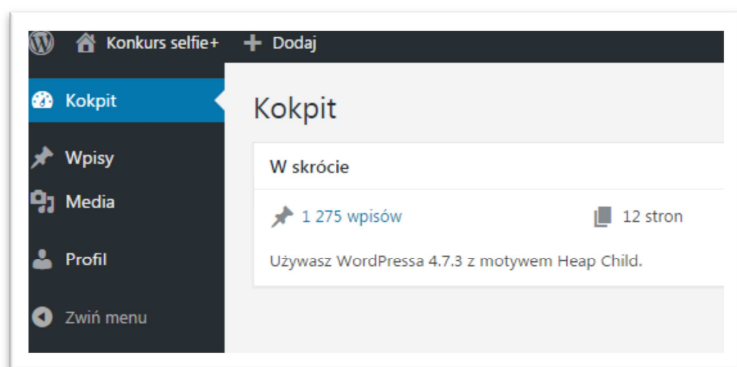 Konkurs selfie+ Dodaj
Kokpit
Wpisy
Media
Profil
Zwiń menu
Kokpit
W skrócie
1 275 wpisów 12 stron
Używasz WordPressa 4.7.3 z motywem Heap Child.